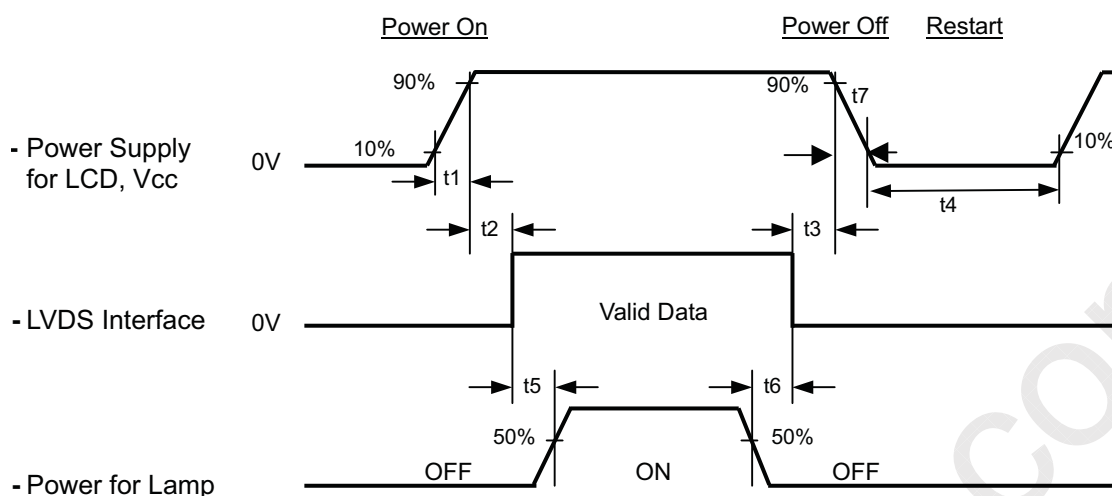 Power On
Power Off
Restart
90%
90%
t7
10%
10%
- Power Supply
for LCD, Vcc
0V
t1
t4
t2
t3
- LVDS Interface
0V
Valid Data
t5
t6
50%
50%
OFF
ON
OFF
- Power for Lamp
com